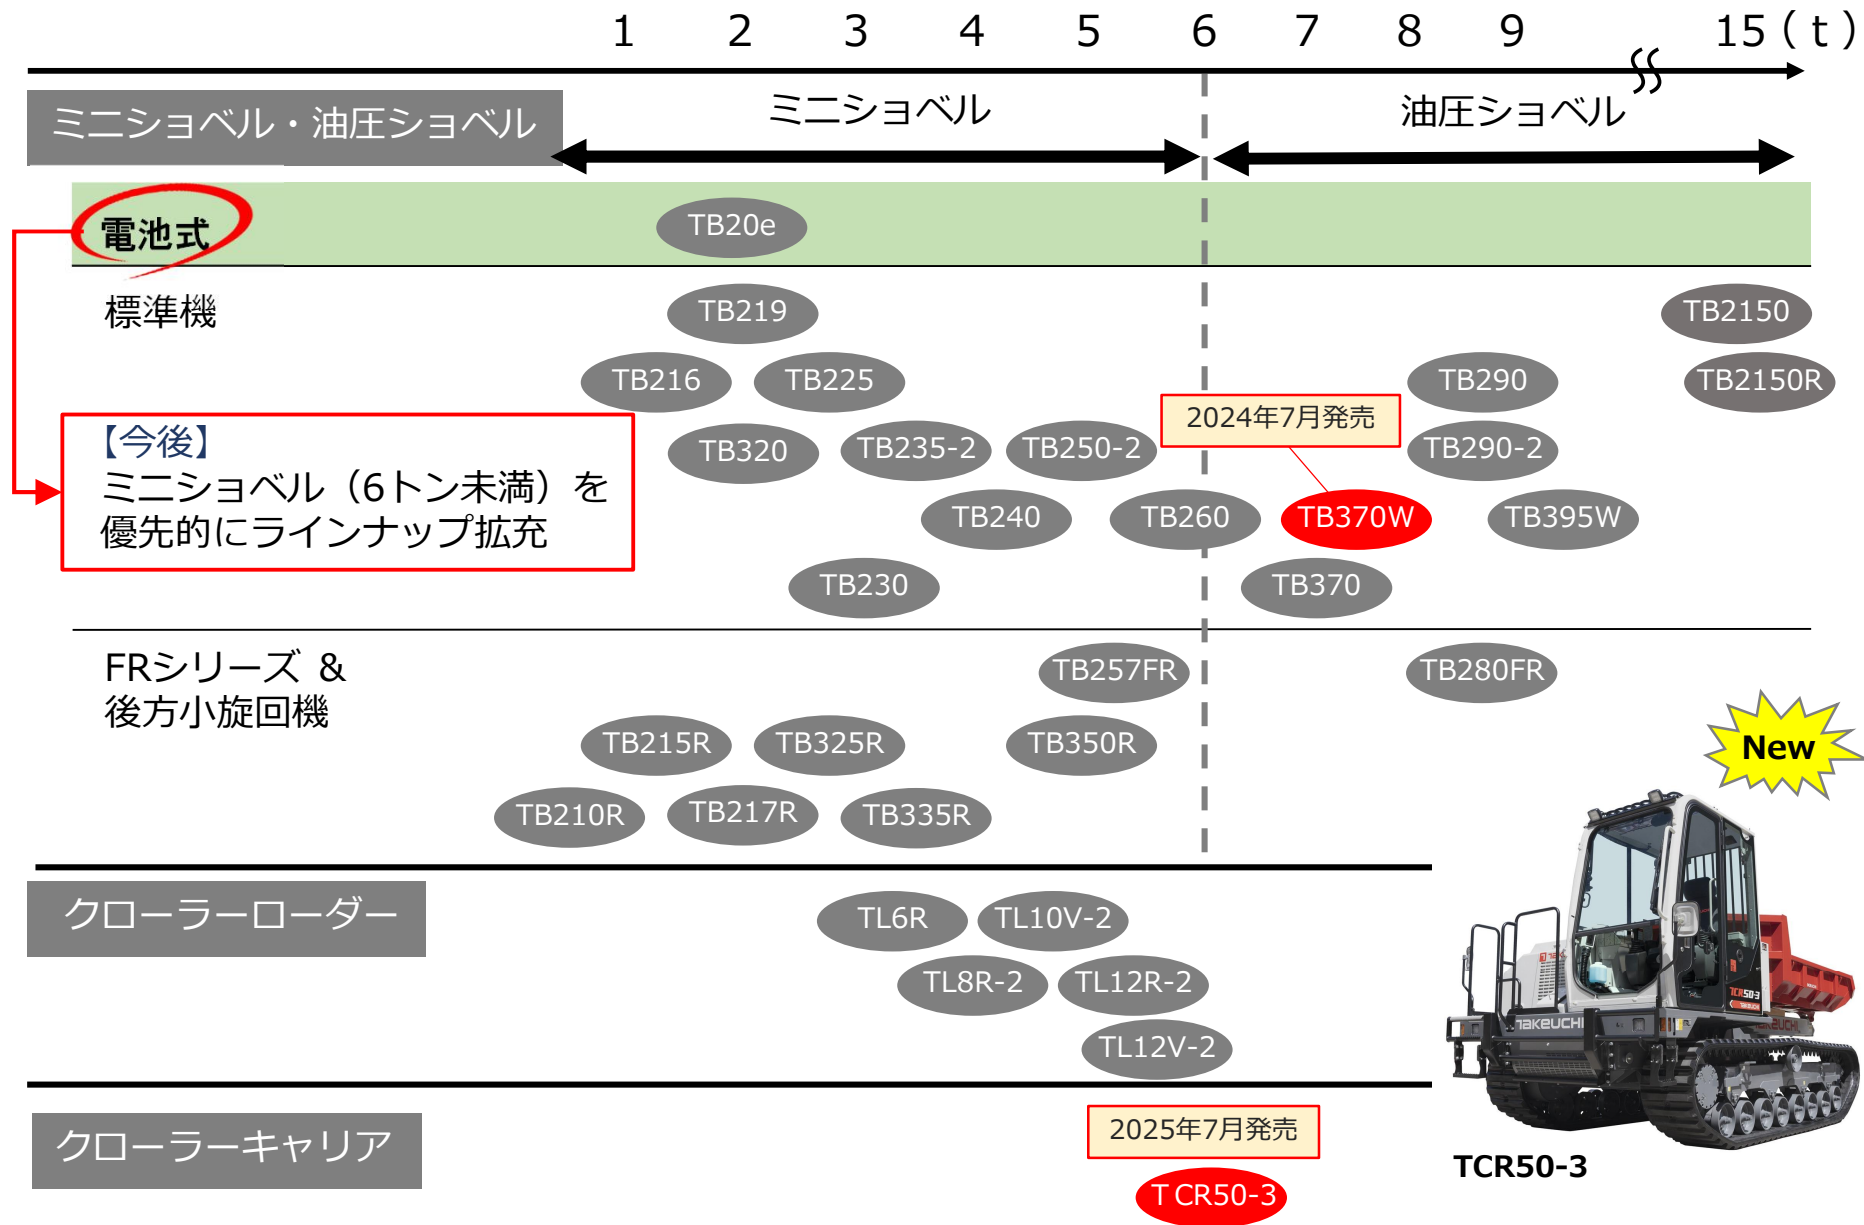 1 2 3 4 5 6 7 8 9 15 ( t )
ミニショベル・油圧ショベル
ミニショベル
油圧ショベル
電池式
TB20e
標準機
TB219
TB2150
TB216
TB225
TB290
TB2150R
2024年7月発売
【今後】
ミニショベル（6トン未満）を
優先的にラインナップ拡充
TB320
TB235-2
TB250-2
TB290-2
TB240
TB260
TB370W
TB395W
TB230
TB370
FRシリーズ &
後方小旋回機
TB257FR
TB280FR
TB215R
TB325R
TB350R
TB210R
TB217R
TB335R
New
クローラーローダー
TL6R
TL10V-2
TL8R-2
TL12R-2
TL12V-2
TCR50-3
TAKEUCHI
TAKEUCHI
クローラーキャリア
2025年7月発売
TCR50-3
TCR50-3